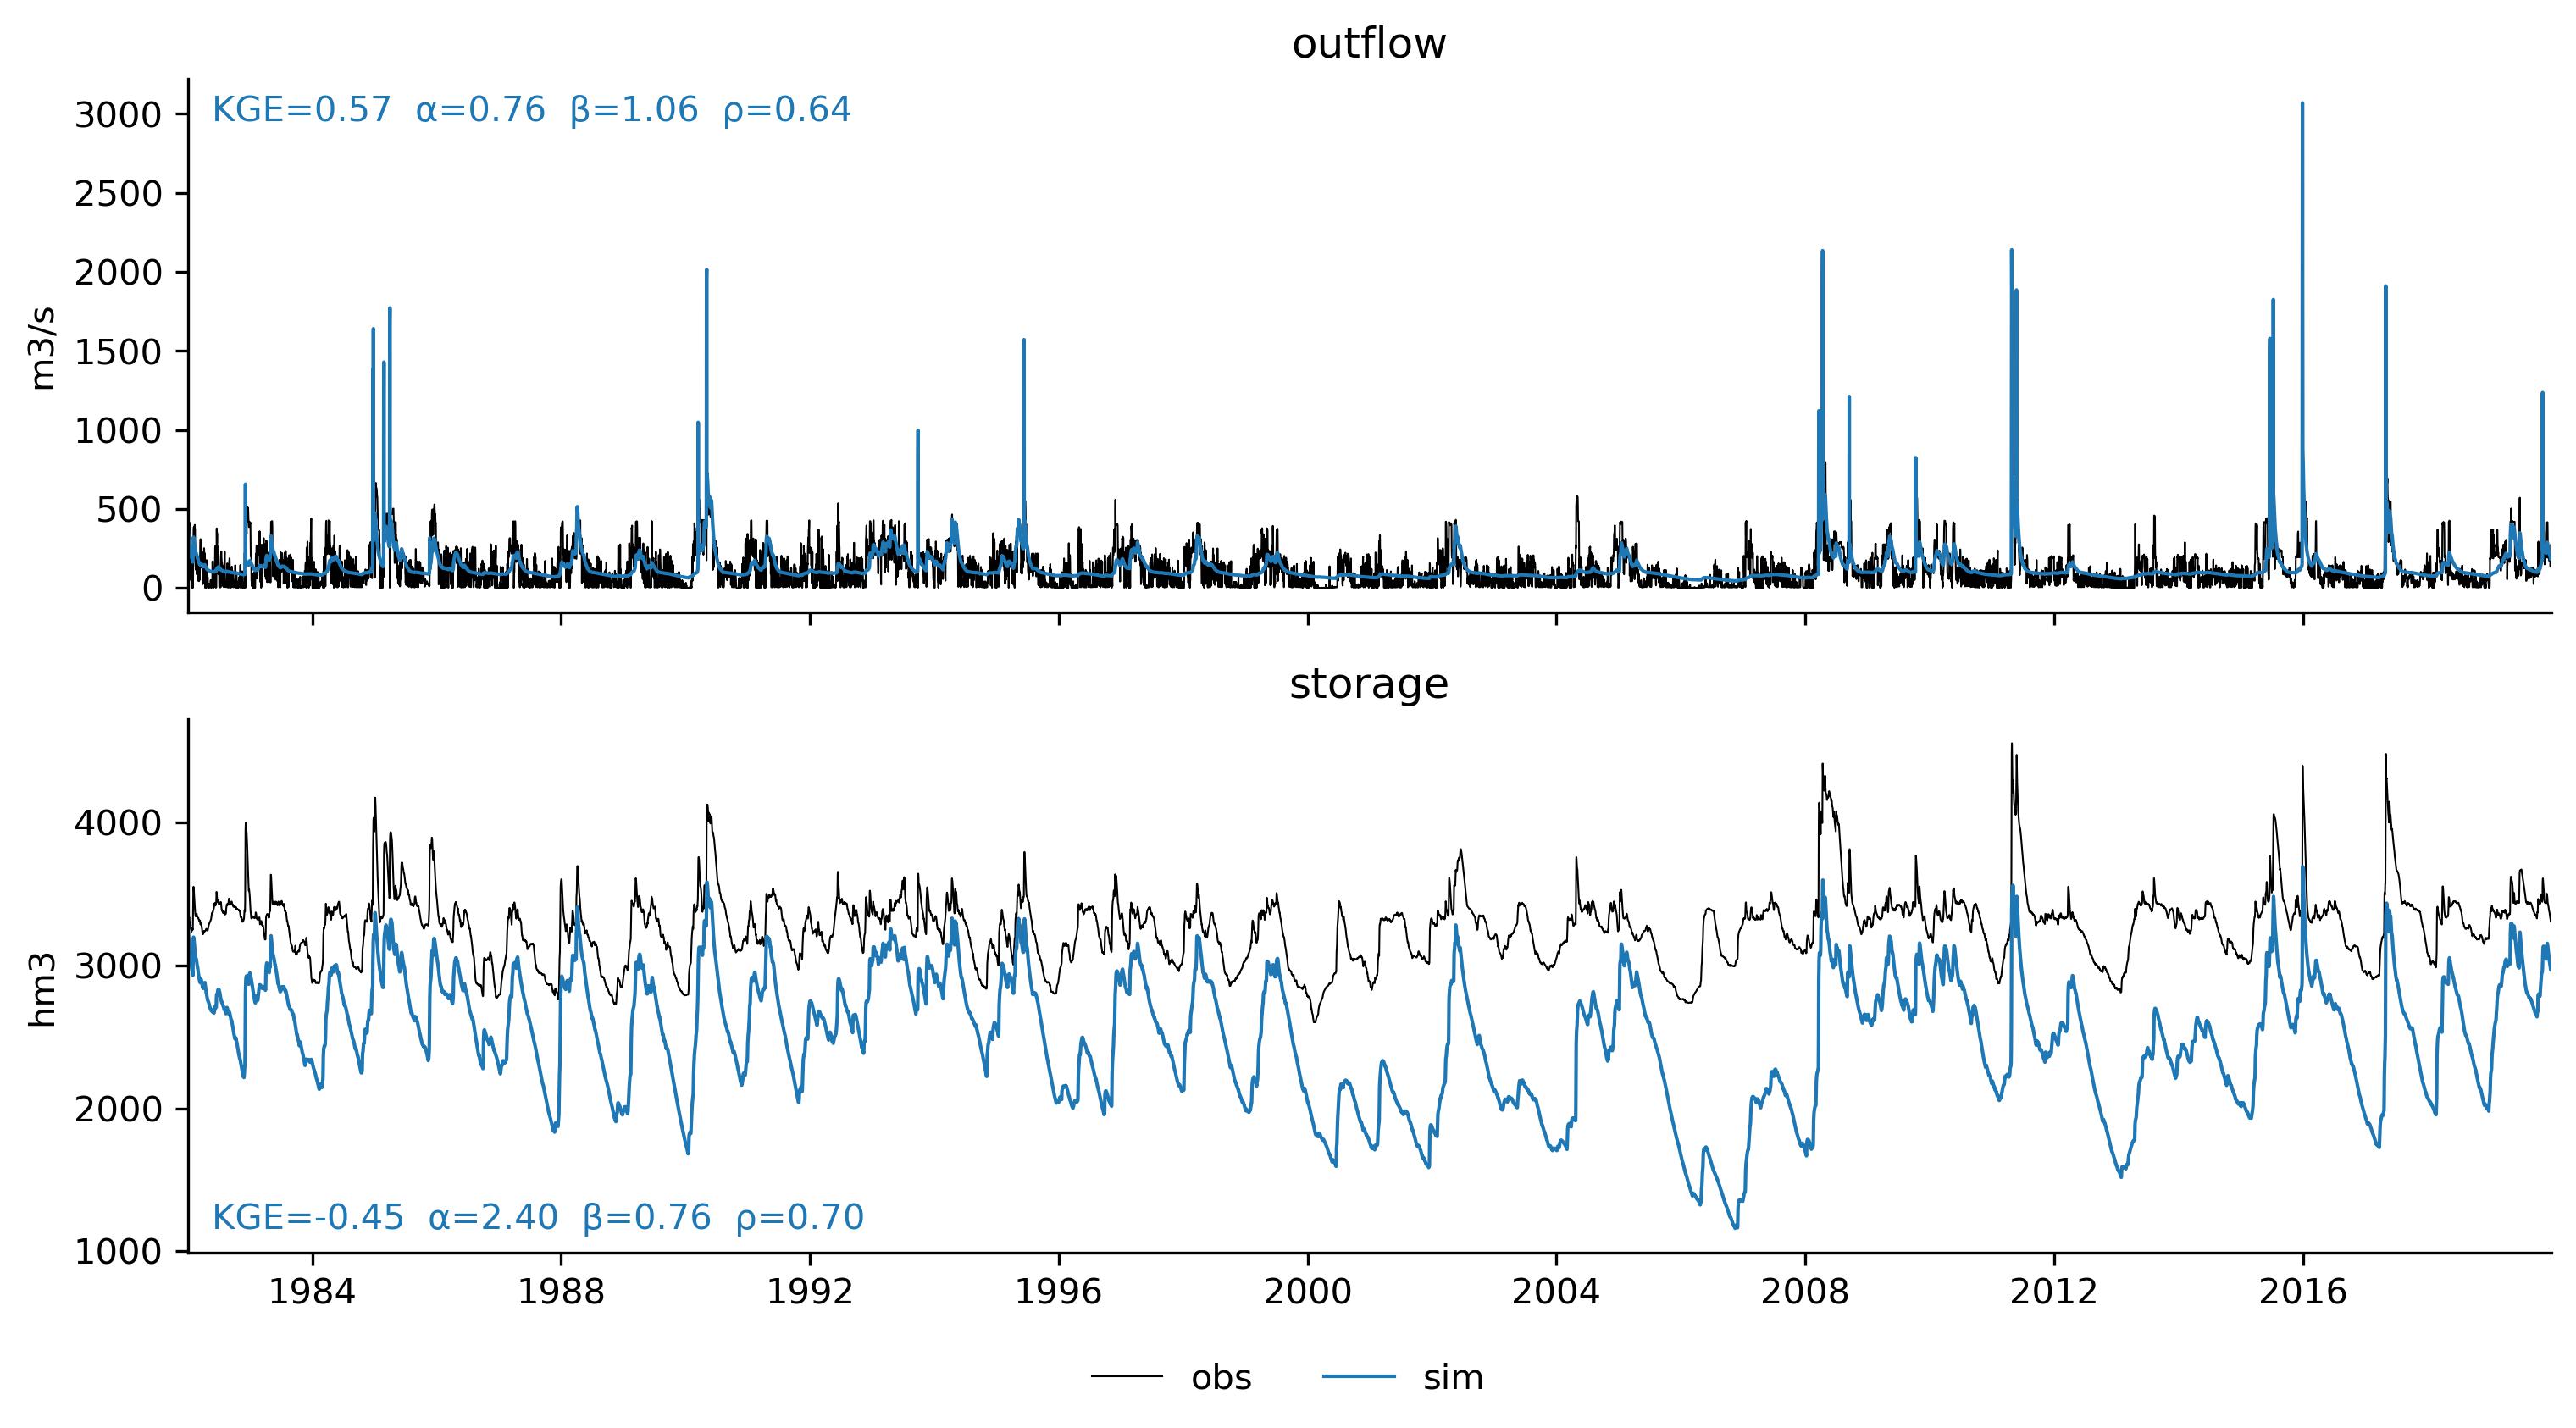 outflow
KGE=0.57 α=0.76 β=1.06 ρ=0.64
3000
2500
2000
1500
1000
500
0
m3/s
storage
4000
3000
2000
1000
hm3
KGE=-0.45 α=2.40 β=0.76 ρ=0.70
1984 1988 1992 1996 2000 2004 2008 2012 2016
obs sim